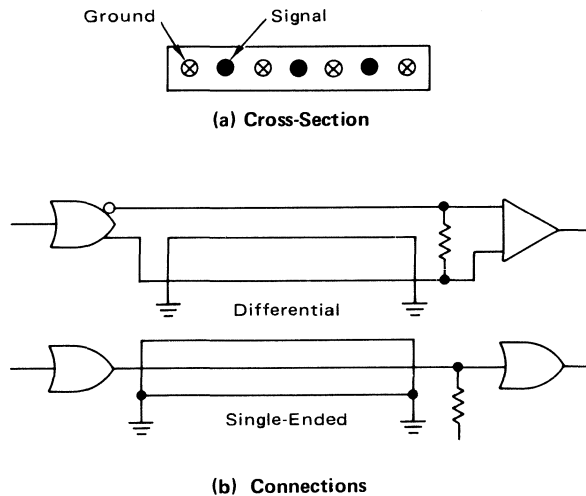 Ground Signal
(a) Cross-Section
Differential
Single-Ended
(b) Connections